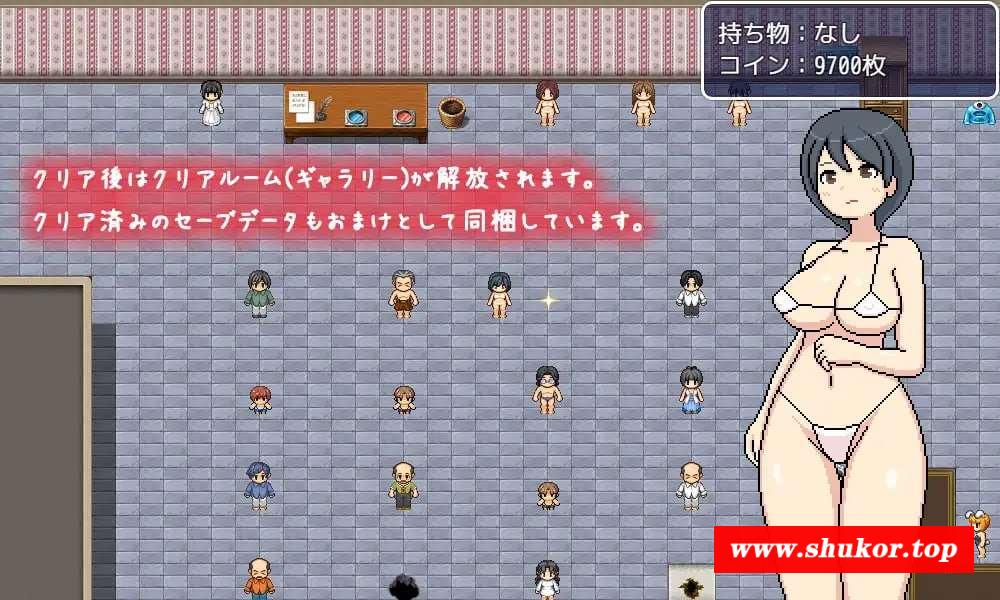 持ち物：なし
コイン：9700枚
クリア後はクリアルーム(ギャラリー)が解放されます。
クリア済みのセーブデータもおまけとして同梱しています。
www.shukor.top